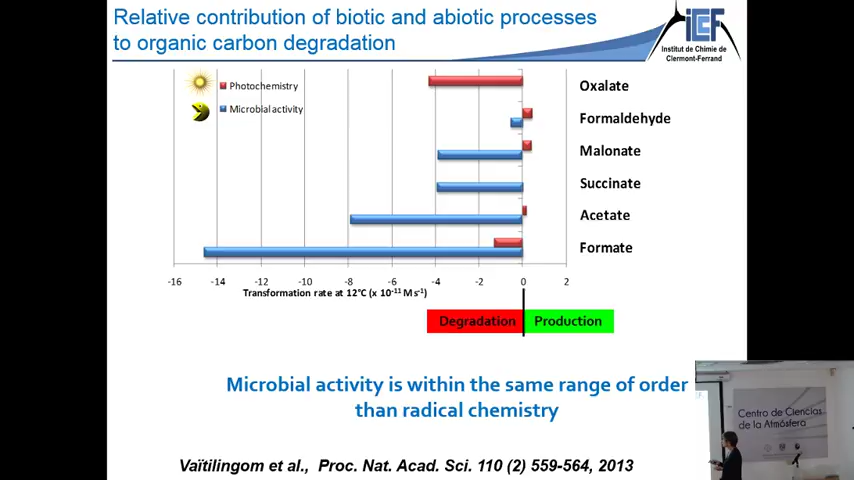 Relative contribution of biotic and abiotic processes
to organic carbon degradation
iCCF
Institut de Chimie de
Clermont-Ferrand
Photochemistry
Microbial activity
Oxalate
Formaldehyde
Malonate
Succinate
Acetate
Formate
-16 -14 -12 -10 -8 -6 -4 -2 0 2
Transformation rate at 12°C (x 10⁻¹¹ M s⁻¹)
Degradation Production
Microbial activity is within the same range of order
than radical chemistry
Vaïtilingom et al., Proc. Nat. Acad. Sci. 110 (2) 559-564, 2013
Centro de Ciencias
de la Atmósfera